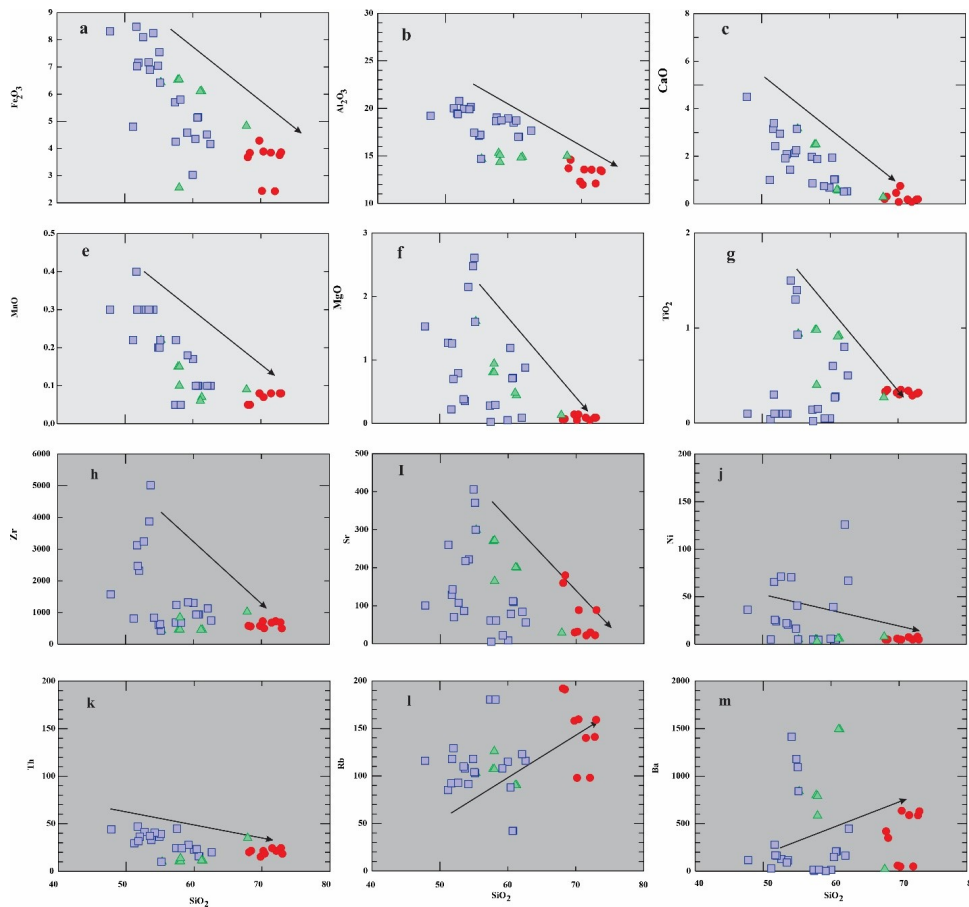 a
9
8
7
6
5
4
3
2
Fe2O3
b
30
25
20
15
10
Al2O3
c
8
6
4
2
0
CaO
e
0.5
0.4
0.3
0.2
0.1
0.0
MnO
f
3
2
1
0
MgO
g
2
1
0
TiO2
h
6000
5000
4000
3000
2000
1000
0
Zr
I
500
400
300
200
100
0
Sr
j
200
150
100
50
0
Ni
k
200
150
100
50
0
Th
40 50 60 70 80
SiO2
l
200
150
100
50
0
Rb
40 50 60 70 80
SiO2
m
2000
1500
1000
500
0
Ba
40 50 60 70 8
SiO2